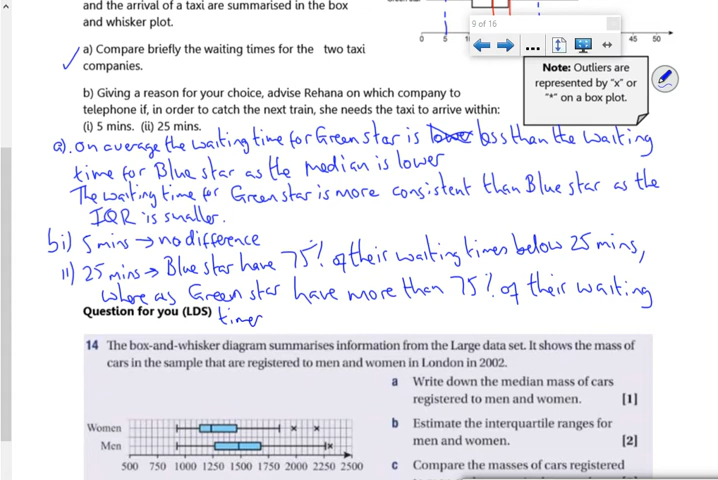 and the arrival of a taxi are summarised in the box
and whisker plot.
a) Compare briefly the waiting times for the two taxi
companies.
b) Giving a reason for your choice, advise Rehana on which company to
telephone if, in order to catch the next train, she needs the taxi to arrive within:
(i) 5 mins. (ii) 25 mins.
0 5 1 45 50
9 of 16
Note: Outliers are
represented by "x" or
"*" on a box plot.
a). On average the waiting time for Green star is lower less than the waiting
time for Blue star as the median is lower
The waiting time for Green star is more consistent than Blue star as the
IQR is smaller.
bi) 5 mins → no difference
ii) 25 mins → Blue star have 75% of their waiting times below 25 mins,
where as Green star have more than 75% of their waiting
times
Question for you (LDS)
14 The box-and-whisker diagram summarises information from the Large data set. It shows the mass of
cars in the sample that are registered to men and women in London in 2002.
Women
Men
500 750 1000 1250 1500 1750 2000 2250 2500
a Write down the median mass of cars
registered to men and women. [1]
b Estimate the interquartile ranges for
men and women. [2]
c Compare the masses of cars registered